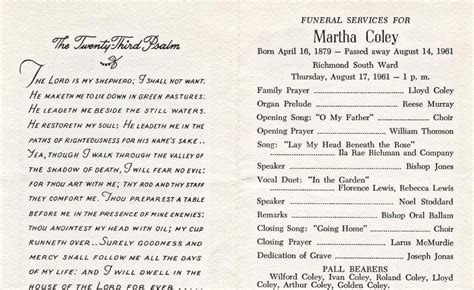 The Twenty Third Psalm
THE LORD IS MY SHEPHERD; I SHALL NOT WANT.
HE MAKETH ME TO LIE DOWN IN GREEN PASTURES:
HE LEADETH ME BESIDE THE STILL WATERS.
HE RESTORETH MY SOUL: HE LEADETH ME IN THE
PATHS OF RIGHTEOUSNESS FOR HIS NAME'S SAKE..
YEA, THOUGH I WALK THROUGH THE VALLEY OF
THE SHADOW OF DEATH, I WILL FEAR NO EVIL:
FOR THOU ART WITH ME; THY ROD AND THY STAFF
THEY COMFORT ME. THOU PREPAREST A TABLE
BEFORE ME IN THE PRESENCE OF MINE ENEMIES:
THOU ANOINTEST MY HEAD WITH OIL; MY CUP
RUNNETH OVER.. SURELY GOODNESS AND
MERCY SHALL FOLLOW ME ALL THE DAYS
OF MY LIFE: AND I WILL DWELL IN THE
HOUSE OF THE LORD FOR EVER.
FUNERAL SERVICES FOR
Martha Coley
Born April 16, 1879 — Passed away August 14, 1961
Richmond South Ward
Thursday, August 17, 1961 — 1 p. m.
Family Prayer Lloyd Coley
Organ Prelude Reese Murray
Opening Song: "O My Father" Choir
Opening Prayer William Thomson
Song: "Lay My Head Beneath the Rose"
Ila Rae Richman and Company
Speaker Bishop Jones
Vocal Duet: "In the Garden"
Florence Lewis, Rebecca Lewis
Speaker Noel Stoddard
Remarks Bishop Oral Ballam
Closing Song: "Going Home" Choir
Closing Prayer Larus McMurdie
Dedication of Grave Joseph Jonas
PALL BEARERS
Wilford Coley, Ivan Coley, Roland Coley,